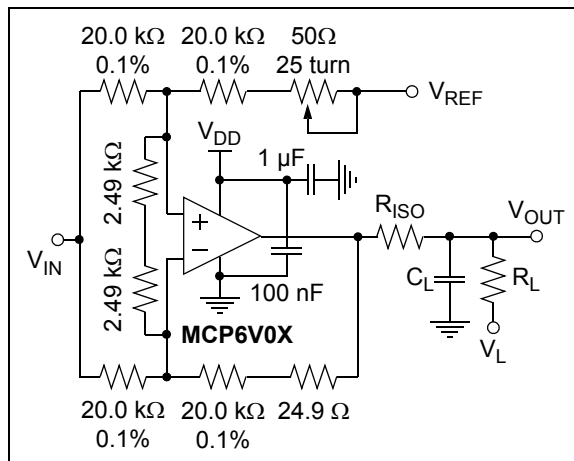 20.0 kΩ 20.0 kΩ 50Ω
0.1% 0.1% 25 turn
V_REF
V_DD
1 µF
2.49 kΩ
R_ISO
V_OUT
+
−
V_IN
2.49 kΩ
C_L
R_L
100 nF
V_L
MCP6V0X
20.0 kΩ 20.0 kΩ 24.9 Ω
0.1% 0.1%